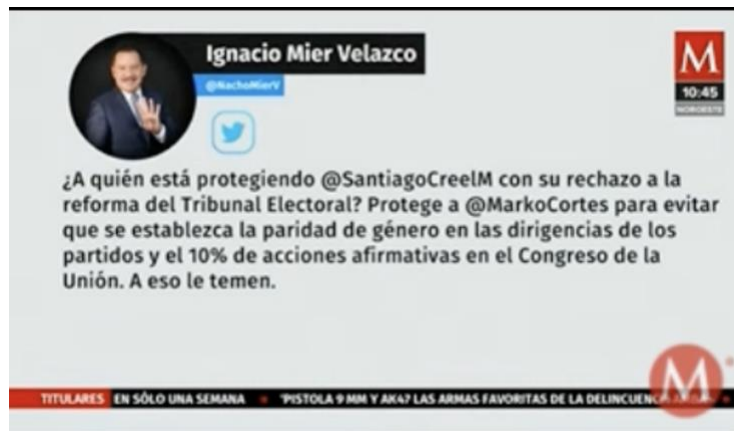 Ignacio Mier Velazco
@NachoMierV
M
10:45
NOROESTE
¿A quién está protegiendo @SantiagoCreelM con su rechazo a la
reforma del Tribunal Electoral? Protege a @MarkoCortes para evitar
que se establezca la paridad de género en las dirigencias de los
partidos y el 10% de acciones afirmativas en el Congreso de la
Unión. A eso le temen.
M
TITULARES EN SÓLO UNA SEMANA "PISTOLA 9 MM Y AK47 LAS ARMAS FAVORITAS DE LA DELINCUENC